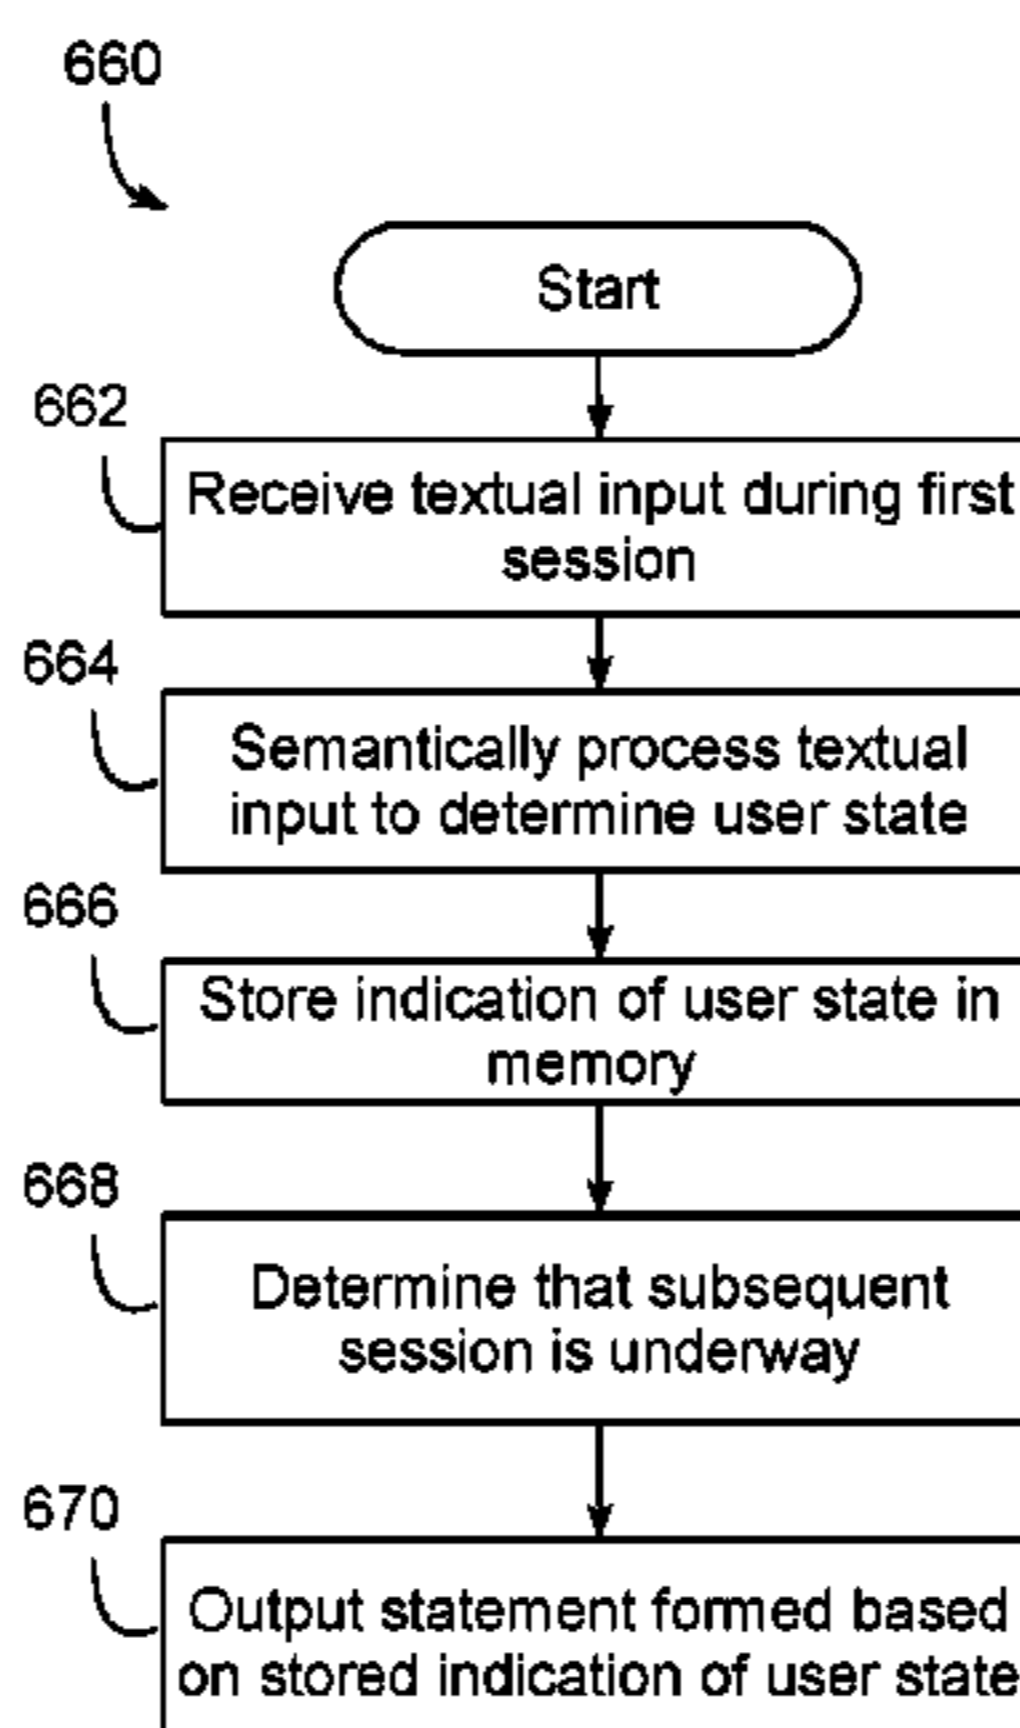 660
Start
662
Receive textual input during first
session
664
Semantically process textual
input to determine user state
666
Store indication of user state in
memory
668
Determine that subsequent
session is underway
670
Output statement formed based
on stored indication of user state